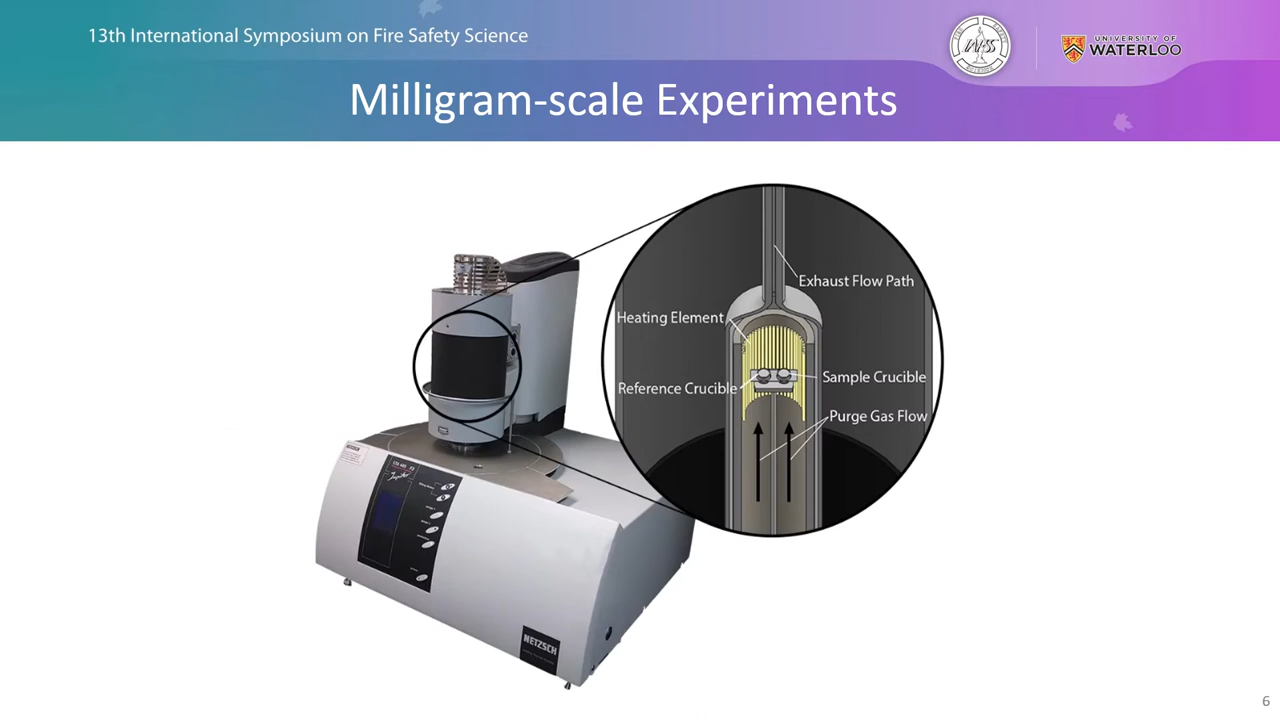 13th International Symposium on Fire Safety Science
UNIVERSITY OF
WATERLOO
Milligram-scale Experiments
Exhaust Flow Path
Heating Element
Sample Crucible
Reference Crucible
Purge Gas Flow
Jupiter
NETZSCH
6